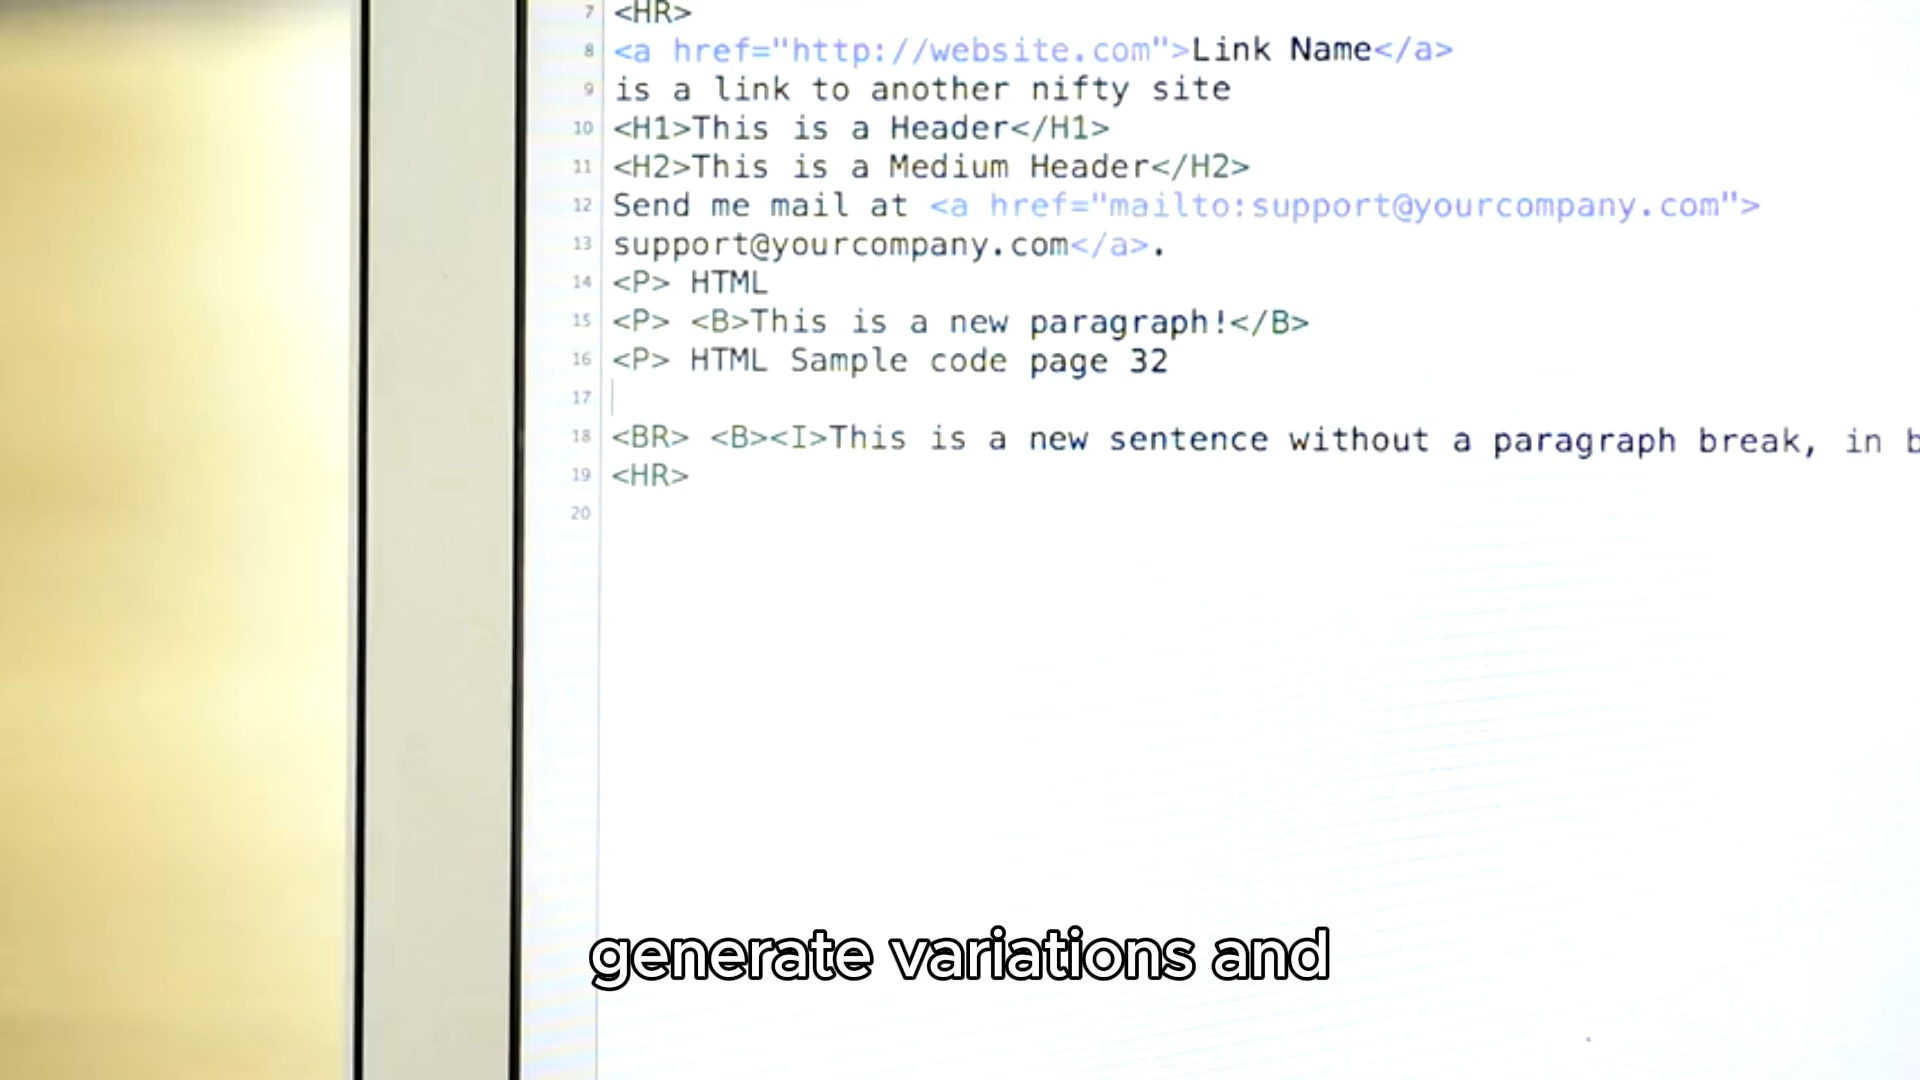 7 <HR>
8 <a href="http://website.com">Link Name</a>
9 is a link to another nifty site
10 <H1>This is a Header</H1>
11 <H2>This is a Medium Header</H2>
12 Send me mail at <a href="mailto:support@yourcompany.com">
13 support@yourcompany.com</a>.
14 <P> HTML
15 <P> <B>This is a new paragraph!</B>
16 <P> HTML Sample code page 32
17
18 <BR> <B><I>This is a new sentence without a paragraph break, in b
19 <HR>
20
generate variations and